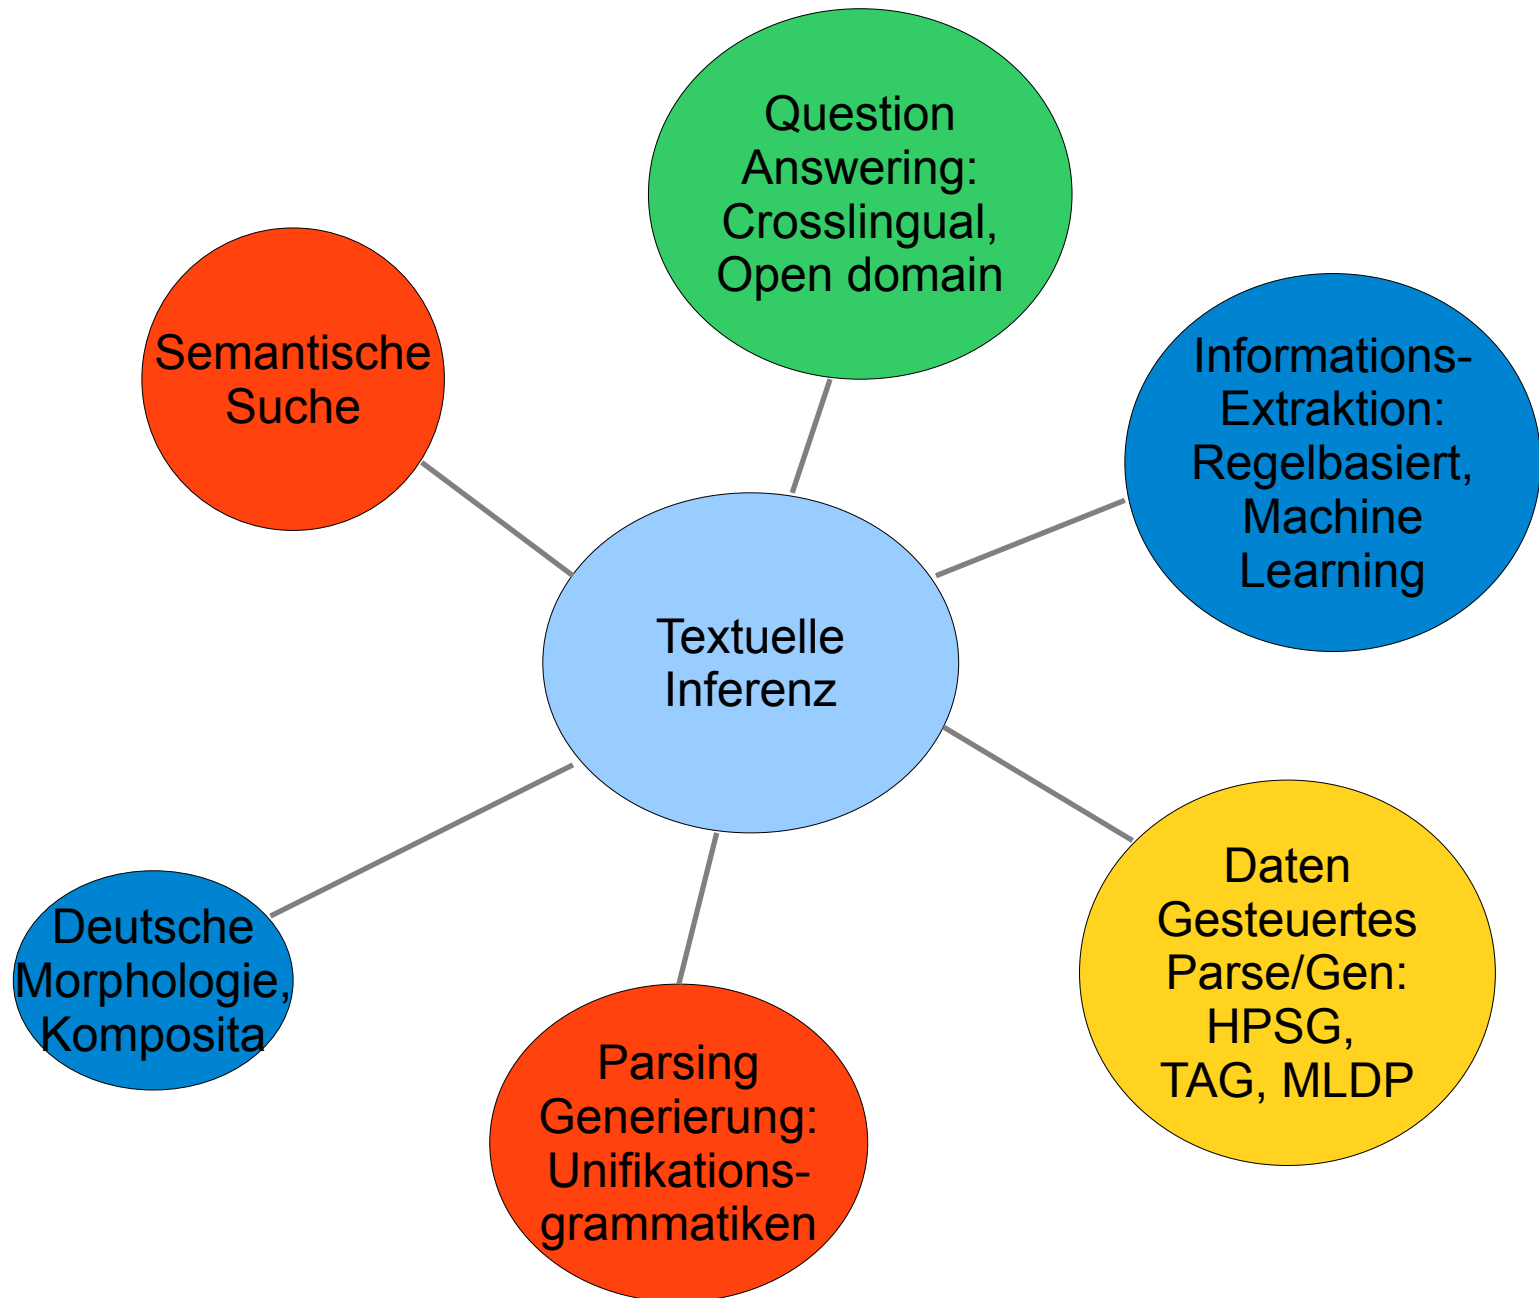 Question
Answering:
Crosslingual,
Open domain
Semantische
Suche
Informations-
Extraktion:
Regelbasiert,
Machine
Learning
Textuelle
Inferenz
Deutsche
Morphologie,
Komposita
Parsing
Generierung:
Unifikations-
grammatiken
Daten
Gesteuertes
Parse/Gen:
HPSG,
TAG, MLDP